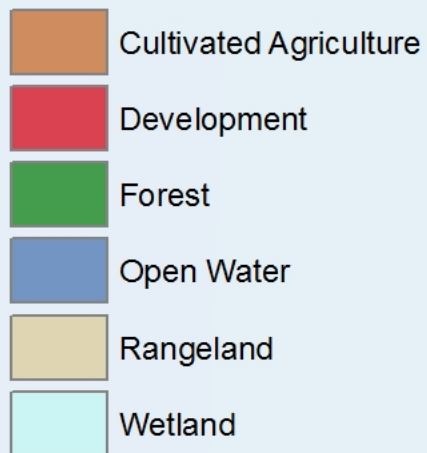 Cultivated Agriculture
Development
Forest
Open Water
Rangeland
Wetland